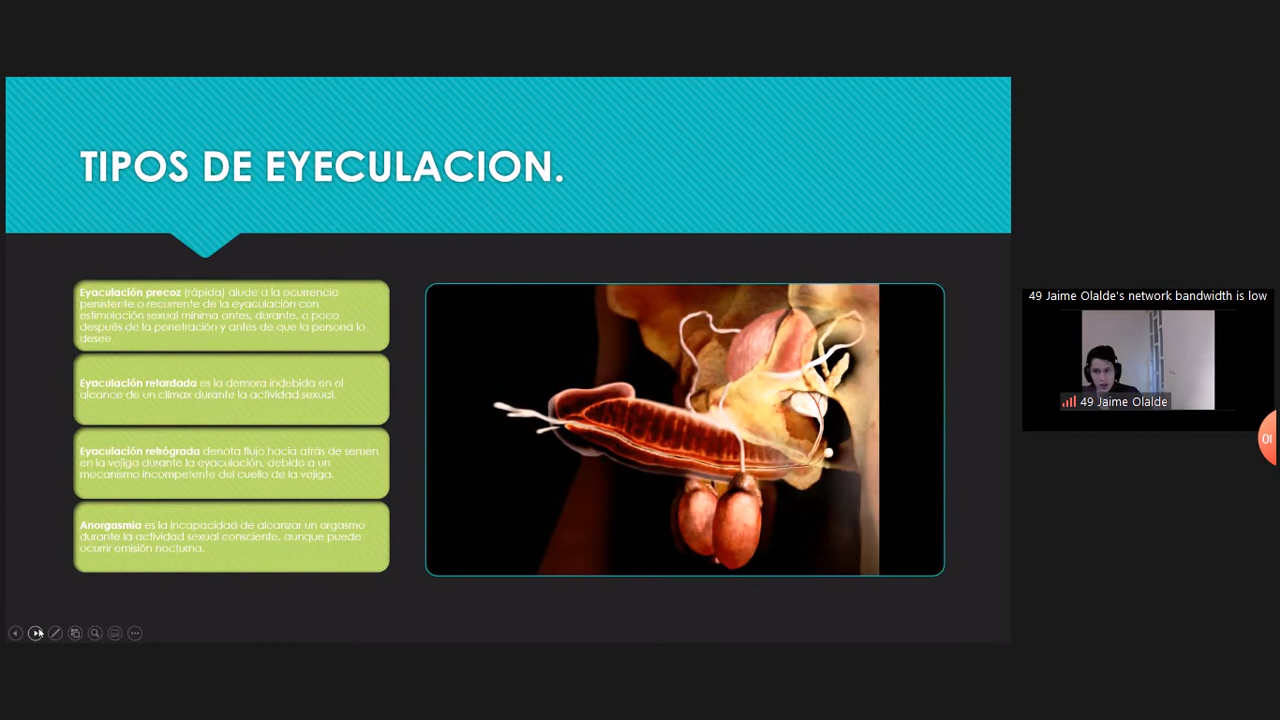 TIPOS DE EYECULACION.
Eyaculación precoz (rápida) alude a la ocurrencia
persistente o recurrente de la eyaculación con
estimulación sexual mínima antes, durante, o poco
después de la penetración y antes de que la persona lo
desee.
Eyaculación retardada es la demora indebida en el
alcance de un clímax durante la actividad sexual.
Eyaculación retrógrada denota flujo hacia atrás de semen
en la vejiga durante la eyaculación, debido a un
mecanismo incompetente del cuello de la vejiga.
Anorgasmia es la incapacidad de alcanzar un orgasmo
durante la actividad sexual consciente, aunque puede
ocurrir emisión nocturna.
49 Jaime Olalde's network bandwidth is low
49 Jaime Olalde